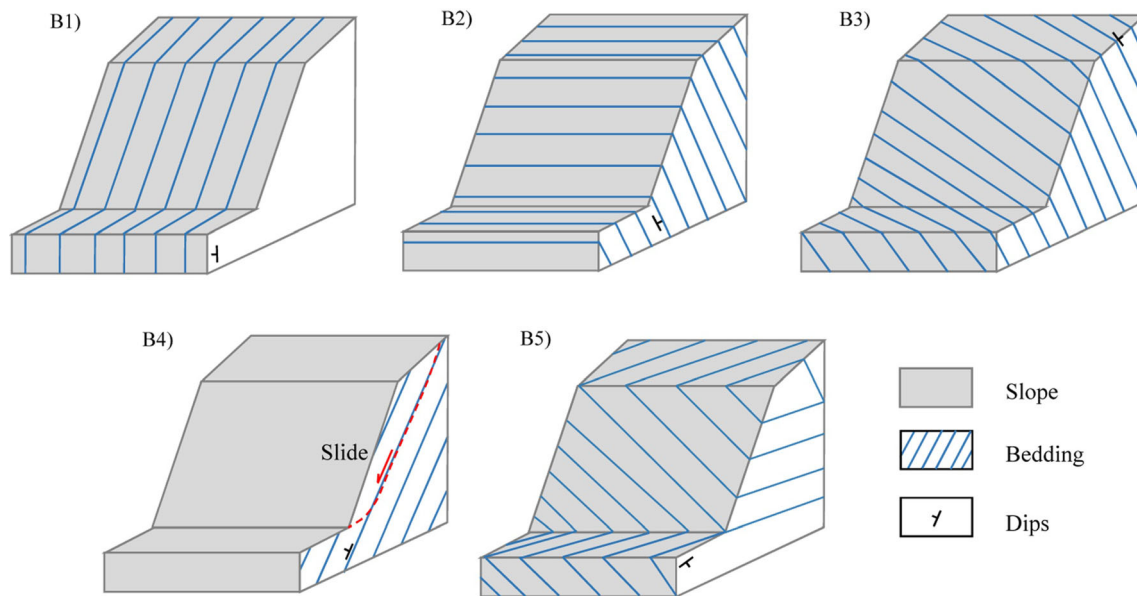 B1)
B2)
B3)
B4)
B5)
Slide
Slope
Bedding
Dips